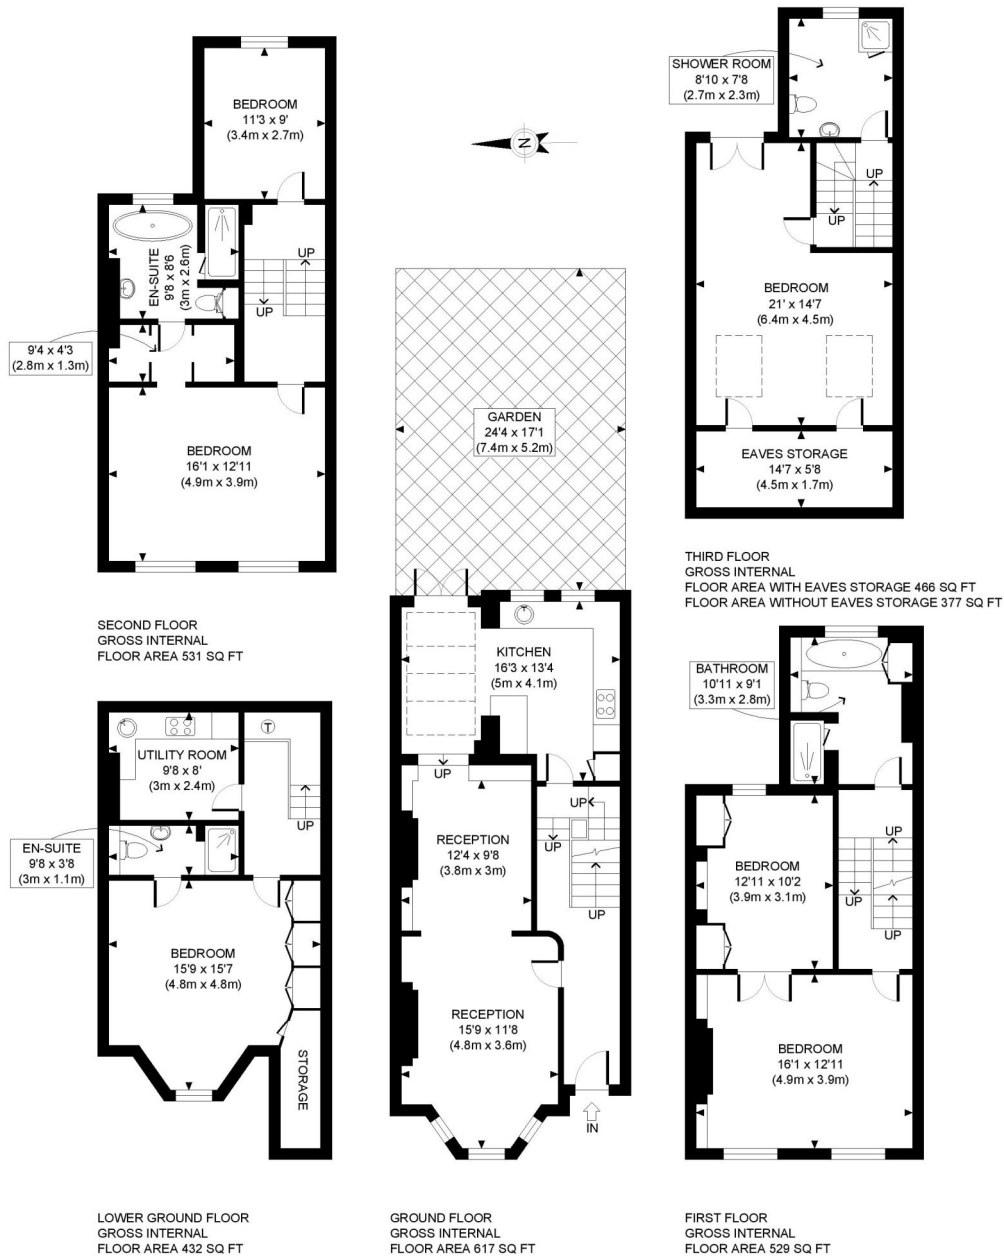 BEDROOM
11'3 x 9'
(3.4m x 2.7m)
EN-SUITE
9'8 x 8'6
(3m x 2.6m)
UP
UP
9'4 x 4'3
(2.8m x 1.3m)
BEDROOM
16'1 x 12'11
(4.9m x 3.9m)
SECOND FLOOR
GROSS INTERNAL
FLOOR AREA 531 SQ FT
N
SHOWER ROOM
8'10 x 7'8
(2.7m x 2.3m)
UP
UP
BEDROOM
21' x 14'7
(6.4m x 4.5m)
EAVES STORAGE
14'7 x 5'8
(4.5m x 1.7m)
THIRD FLOOR
GROSS INTERNAL
FLOOR AREA WITH EAVES STORAGE 466 SQ FT
FLOOR AREA WITHOUT EAVES STORAGE 377 SQ FT
GARDEN
24'4 x 17'1
(7.4m x 5.2m)
KITCHEN
16'3 x 13'4
(5m x 4.1m)
UP
UP
UP
UP
RECEPTION
12'4 x 9'8
(3.8m x 3m)
RECEPTION
15'9 x 11'8
(4.8m x 3.6m)
IN
GROUND FLOOR
GROSS INTERNAL
FLOOR AREA 617 SQ FT
UTILITY ROOM
9'8 x 8'
(3m x 2.4m)
T
UP
EN-SUITE
9'8 x 3'8
(3m x 1.1m)
BEDROOM
15'9 x 15'7
(4.8m x 4.8m)
STORAGE
LOWER GROUND FLOOR
GROSS INTERNAL
FLOOR AREA 432 SQ FT
BATHROOM
10'11 x 9'1
(3.3m x 2.8m)
BEDROOM
12'11 x 10'2
(3.9m x 3.1m)
UP
UP
UP
BEDROOM
16'1 x 12'11
(4.9m x 3.9m)
FIRST FLOOR
GROSS INTERNAL
FLOOR AREA 529 SQ FT